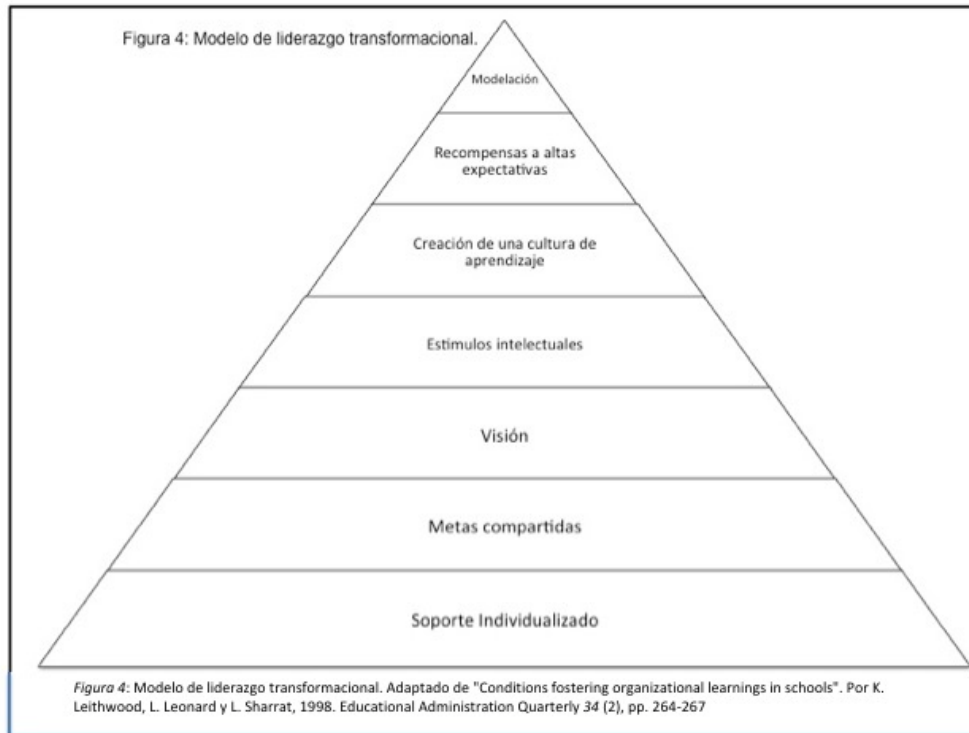 Figura 4: Modelo de liderazgo transformacional.
Modelación
Recompensas a altas
expectativas
Creación de una cultura de
aprendizaje
Estimulos intelectuales
Visión
Metas compartidas
Soporte Individualizado
Figura 4: Modelo de liderazgo transformacional. Adaptado de "Conditions fostering organizational learnings in schools". Por K.
Leithwood, L. Leonard y L. Sharrat, 1998. Educational Administration Quarterly 34 (2), pp. 264-267